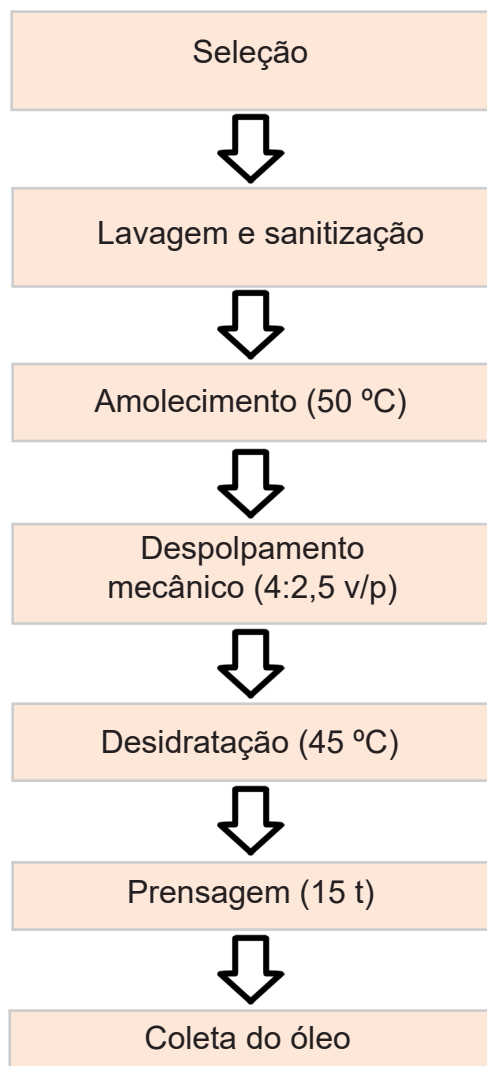 Seleção
Lavagem e sanitização
Amolecimento (50 ºC)
Despolpamento
mecânico (4:2,5 v/p)
Desidratação (45 ºC)
Prensagem (15 t)
Coleta do óleo